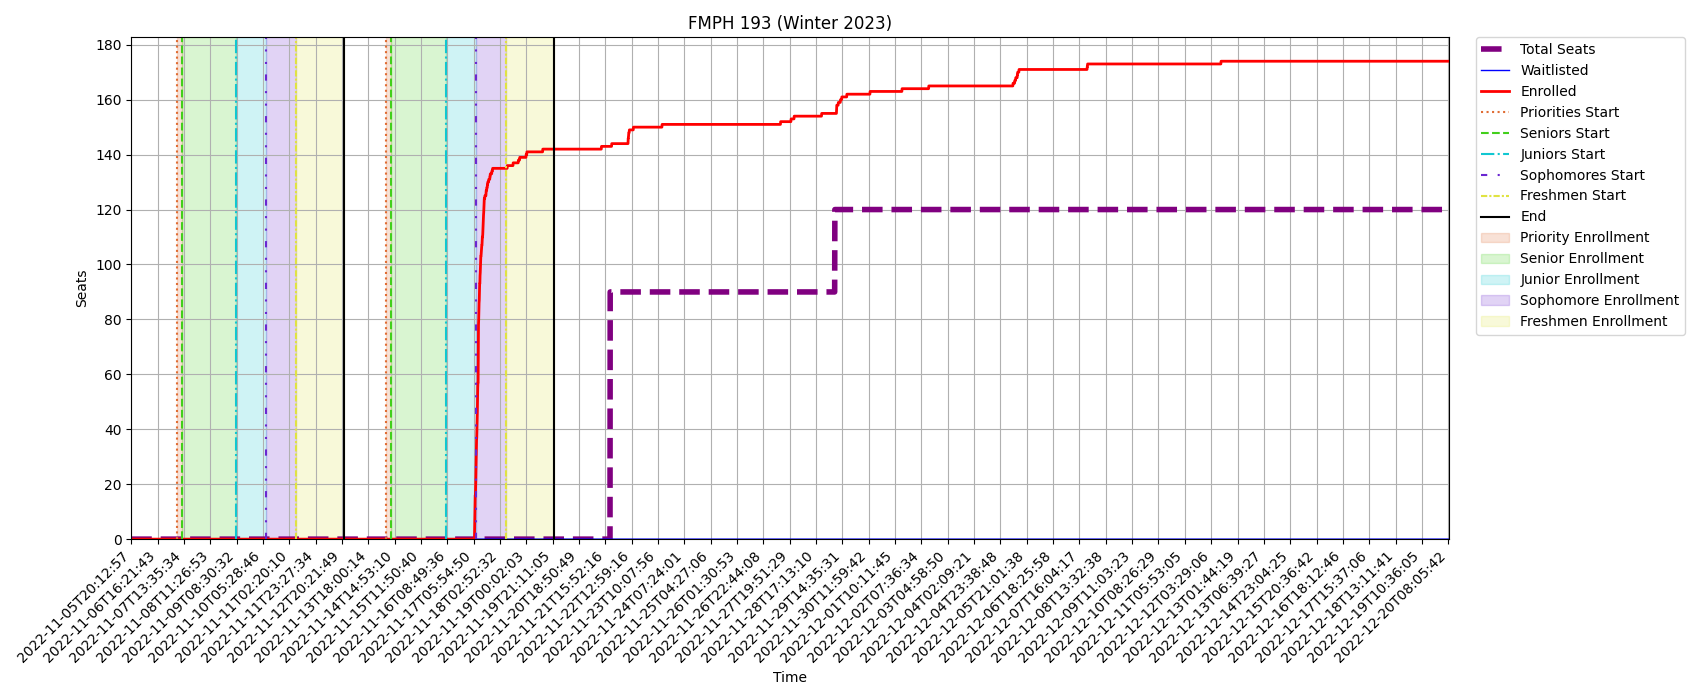 FMPH 193 (Winter 2023)
180
160
140
120
100
80
60
40
20
0
Seats
2022-11-05T20:12:57
2022-11-06T16:21:43
2022-11-07T13:35:34
2022-11-08T11:26:53
2022-11-09T08:30:32
2022-11-10T05:28:46
2022-11-11T02:20:10
2022-11-11T23:27:34
2022-11-12T20:21:49
2022-11-13T18:00:14
2022-11-14T14:53:10
2022-11-15T11:50:40
2022-11-16T08:49:36
2022-11-17T05:54:50
2022-11-18T02:52:32
2022-11-19T00:02:03
2022-11-19T21:11:05
2022-11-20T18:50:49
2022-11-21T15:52:16
2022-11-22T12:59:16
2022-11-23T10:07:56
2022-11-24T07:24:01
2022-11-25T04:27:06
2022-11-26T01:30:53
2022-11-26T22:44:08
2022-11-27T19:51:29
2022-11-28T17:13:10
2022-11-29T14:35:31
2022-11-30T11:59:42
2022-12-01T10:11:45
2022-12-02T07:36:34
2022-12-03T04:58:50
2022-12-04T02:09:21
2022-12-04T23:38:48
2022-12-05T21:01:38
2022-12-06T18:25:58
2022-12-07T16:04:17
2022-12-08T13:32:38
2022-12-09T11:03:23
2022-12-10T08:26:29
2022-12-11T05:53:05
2022-12-12T03:29:06
2022-12-13T01:44:19
2022-12-13T06:39:27
2022-12-14T23:04:25
2022-12-15T20:36:42
2022-12-16T18:12:46
2022-12-17T15:37:06
2022-12-18T13:11:41
2022-12-19T10:36:05
2022-12-20T08:05:42
Time
Total Seats
Waitlisted
Enrolled
Priorities Start
Seniors Start
Juniors Start
Sophomores Start
Freshmen Start
End
Priority Enrollment
Senior Enrollment
Junior Enrollment
Sophomore Enrollment
Freshmen Enrollment